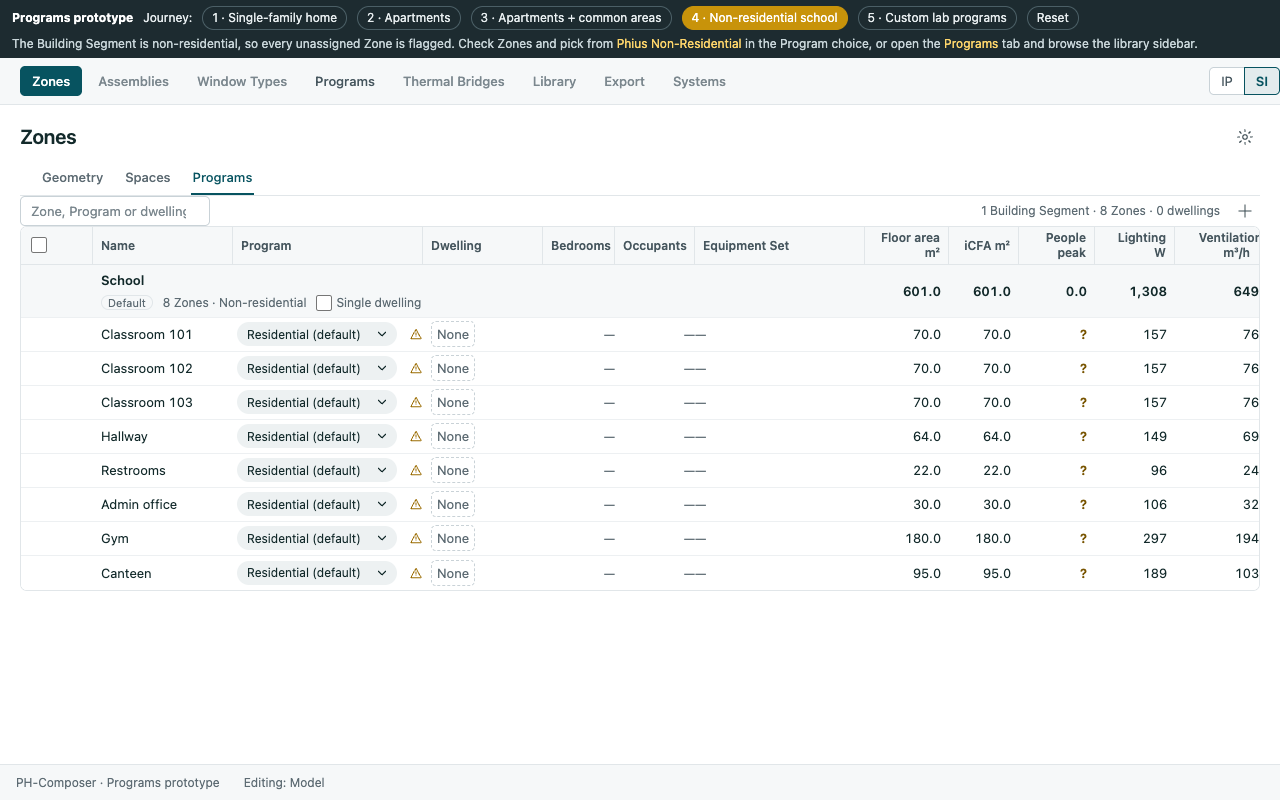 Programs prototype Journey: 1 · Single-family home 2 · Apartments 3 · Apartments + common areas 4 · Non-residential school 5 · Custom lab programs Reset
The Building Segment is non-residential, so every unassigned Zone is flagged. Check Zones and pick from Phius Non-Residential in the Program choice, or open the Programs tab and browse the library sidebar.
Zones Assemblies Window Types Programs Thermal Bridges Library Export Systems IP SI
Zones
Geometry Spaces Programs
Zone, Program or dwelling 1 Building Segment · 8 Zones · 0 dwellings
Name Program Dwelling Bedrooms Occupants Equipment Set Floor area m² iCFA m² People peak Lighting W Ventilation m³/h
School
Default 8 Zones · Non-residential Single dwelling 601.0 601.0 0.0 1,308 649
Classroom 101 Residential (default) None — —— 70.0 70.0 ? 157 76
Classroom 102 Residential (default) None — —— 70.0 70.0 ? 157 76
Classroom 103 Residential (default) None — —— 70.0 70.0 ? 157 76
Hallway Residential (default) None — —— 64.0 64.0 ? 149 69
Restrooms Residential (default) None — —— 22.0 22.0 ? 96 24
Admin office Residential (default) None — —— 30.0 30.0 ? 106 32
Gym Residential (default) None — —— 180.0 180.0 ? 297 194
Canteen Residential (default) None — —— 95.0 95.0 ? 189 103
PH-Composer · Programs prototype Editing: Model